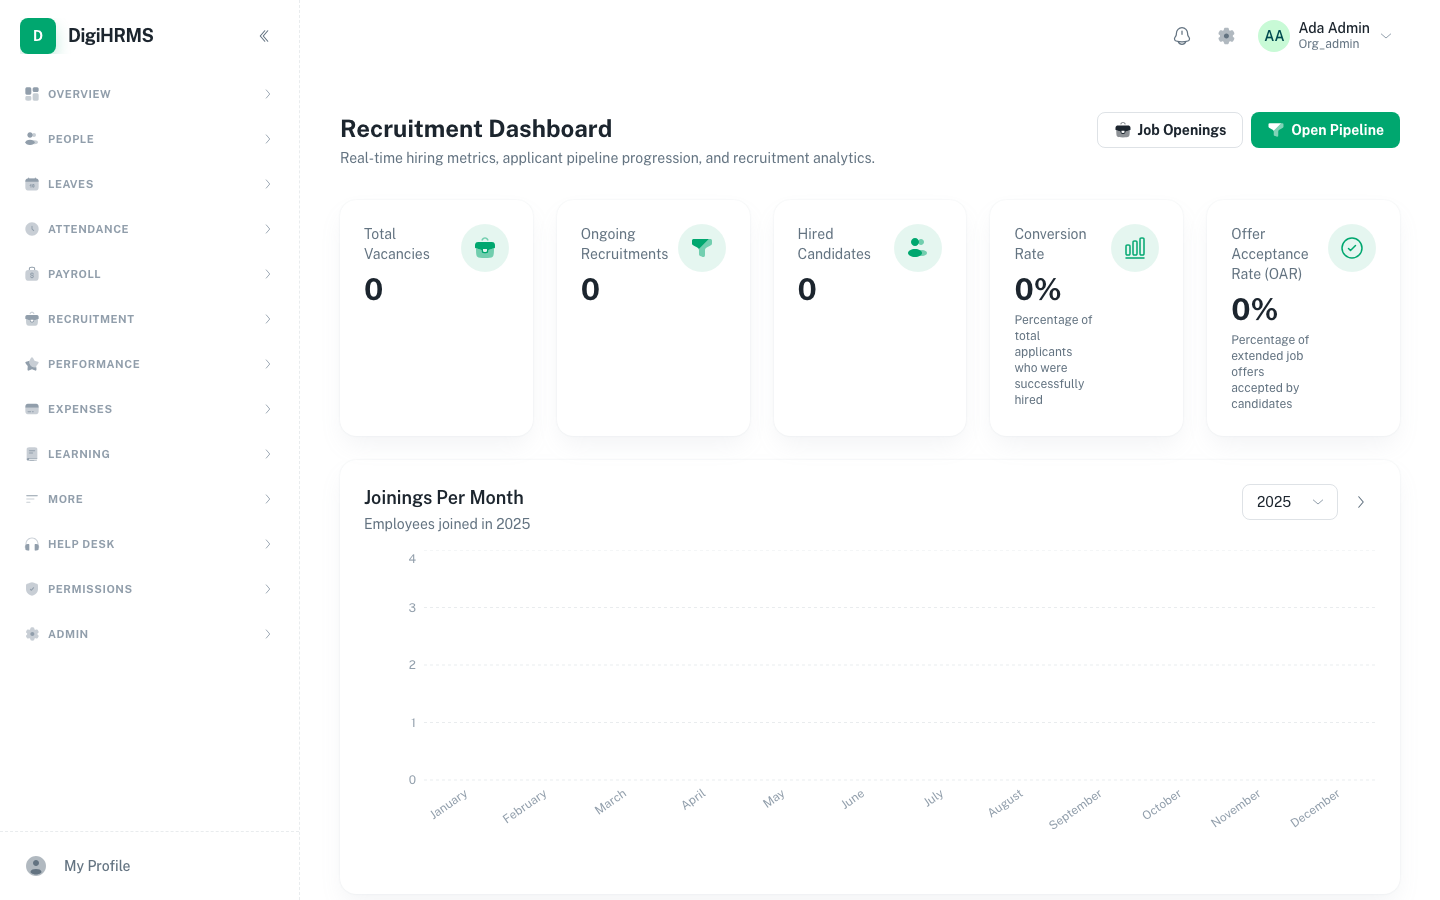 D
DigiHRMS
OVERVIEW
PEOPLE
LEAVES
ATTENDANCE
PAYROLL
RECRUITMENT
PERFORMANCE
EXPENSES
LEARNING
MORE
HELP DESK
PERMISSIONS
ADMIN
My Profile
AA
Ada Admin
Org_admin
Recruitment Dashboard
Real-time hiring metrics, applicant pipeline progression, and recruitment analytics.
Job Openings
Open Pipeline
Total
Vacancies
0
Ongoing
Recruitments
0
Hired
Candidates
0
Conversion
Rate
0%
Percentage of
total
applicants
who were
successfully
hired
Offer
Acceptance
Rate (OAR)
0%
Percentage of
extended job
offers
accepted by
candidates
Joinings Per Month
Employees joined in 2025
2025
4
3
2
1
0
January
February
March
April
May
June
July
August
September
October
November
December